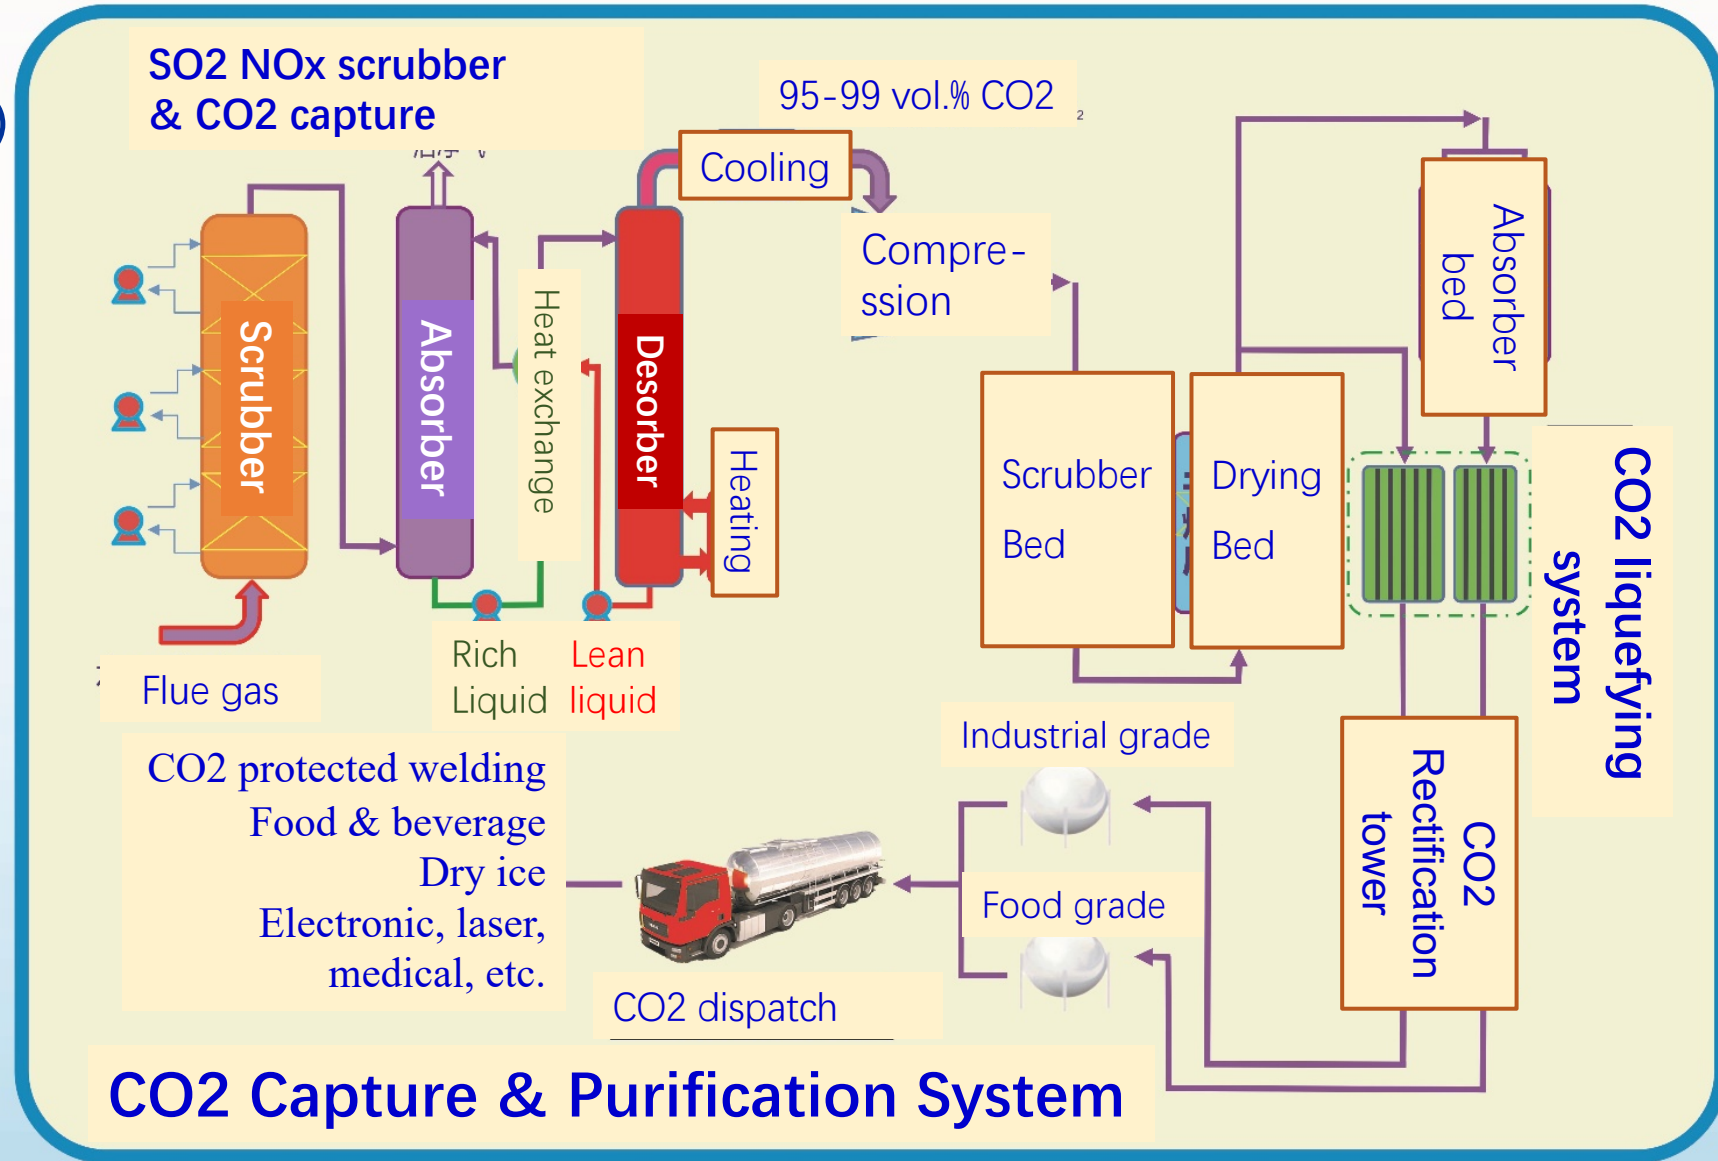 SO2 NOx scrubber
& CO2 capture
95-99 vol.% CO2
2
Cooling
Compre-
ssion
Absorber
bed
Scrubber
Absorber
Heat exchange
Desorber
Heating
Scrubber
Bed
Drying
Bed
CO2 liquefying
system
Rich
Liquid
Lean
liquid
Flue gas
Industrial grade
CO2
Rectification
tower
CO2 protected welding
Food & beverage
Dry ice
Electronic, laser,
medical, etc.
Food grade
CO2 dispatch
CO2 Capture & Purification System